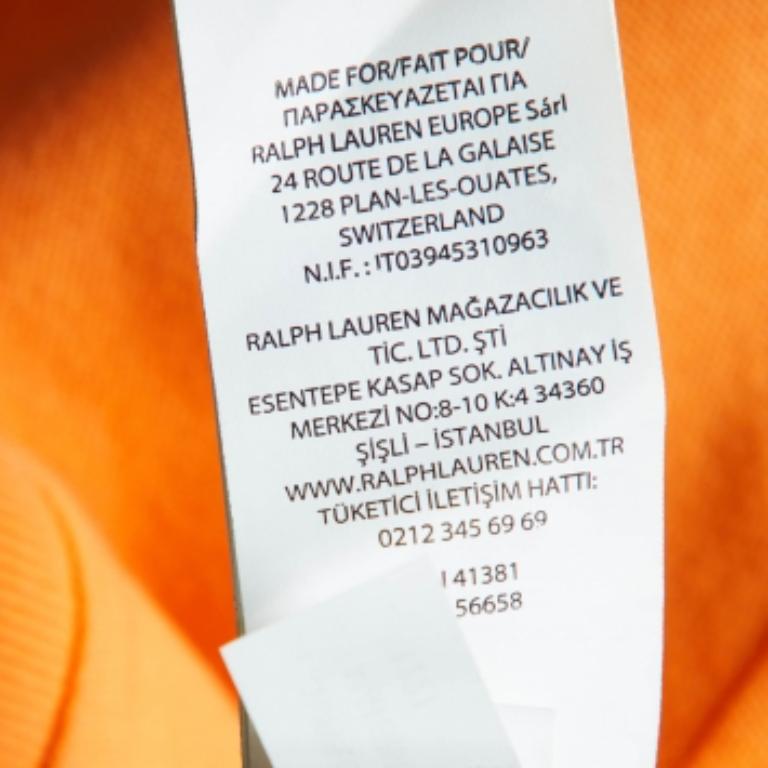 MADE FOR/FAIT POUR/
ΠΑΡΑΣΚΕΥΑΖΕΤΑΙ ΓΙΑ
RALPH LAUREN EUROPE Sárl
24 ROUTE DE LA GALAISE
1228 PLAN-LES-OUATES,
SWITZERLAND
N.I.F. : IT03945310963
RALPH LAUREN MAĞAZACILIK VE
TİC. LTD. ŞTİ
ESENTEPE KASAP SOK. ALTINAY İŞ
MERKEZİ NO:8-10 K:4 34360
ŞİŞLİ – İSTANBUL
WWW.RALPHLAUREN.COM.TR
TÜKETİCİ İLETİŞİM HATTI:
0212 345 69 69
41381
56658